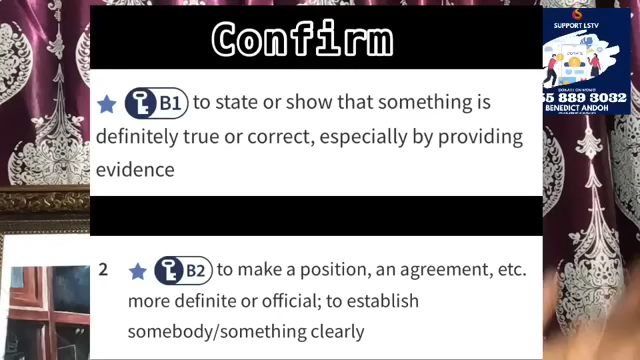 Confirm
SUPPORT LSTV
B1 to state or show that something is
definitely true or correct, especially by providing
evidence
55 889 3032
BENEDICT ANDOH
2 B2 to make a position, an agreement, etc.
more definite or official; to establish
somebody/something clearly